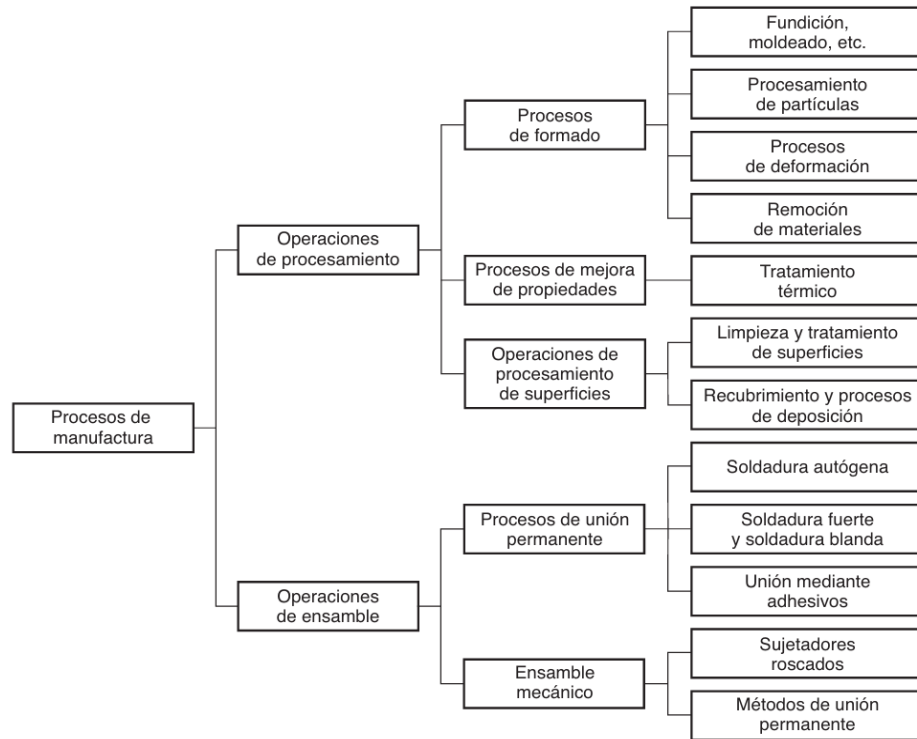 Fundición,
moldeado, etc.
Procesamiento
de partículas
Procesos
de formado
Procesos
de deformación
Remoción
de materiales
Operaciones
de procesamiento
Procesos de mejora
de propiedades
Tratamiento
térmico
Limpieza y tratamiento
de superficies
Operaciones de
procesamiento
de superficies
Recubrimiento y procesos
de deposición
Procesos de
manufactura
Soldadura autógena
Procesos de unión
permanente
Soldadura fuerte
y soldadura blanda
Operaciones
de ensamble
Unión mediante
adhesivos
Sujetadores
roscados
Ensamble
mecánico
Métodos de unión
permanente